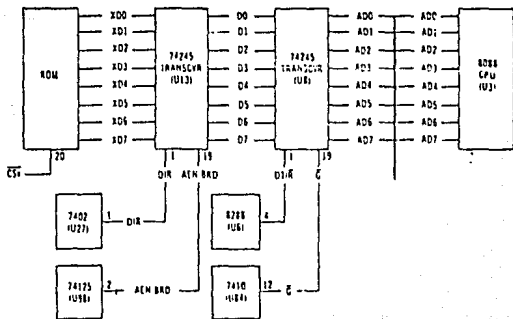 XD0 D0 AD0 AD0
XD1 D1 AD1 AD1
XD2 74245 D2 74245 AD2 AD2 8088
ROM XD3 TRANSCVR D3 TRANSCVR AD3 AD3 CPU
XD4 (U13) D4 (U8) AD4 AD4 (U3)
XD5 D5 AD5 AD5
XD6 D6 AD6 AD6
XD7 D7 AD7 AD7
20 1 19 1 19
CS DIR AEN BRD DT/R G
7402 1 DIR 8288 4
(U27) (U6)
74125 2 AEN BRD 7410 12 G
(U98) (U84)